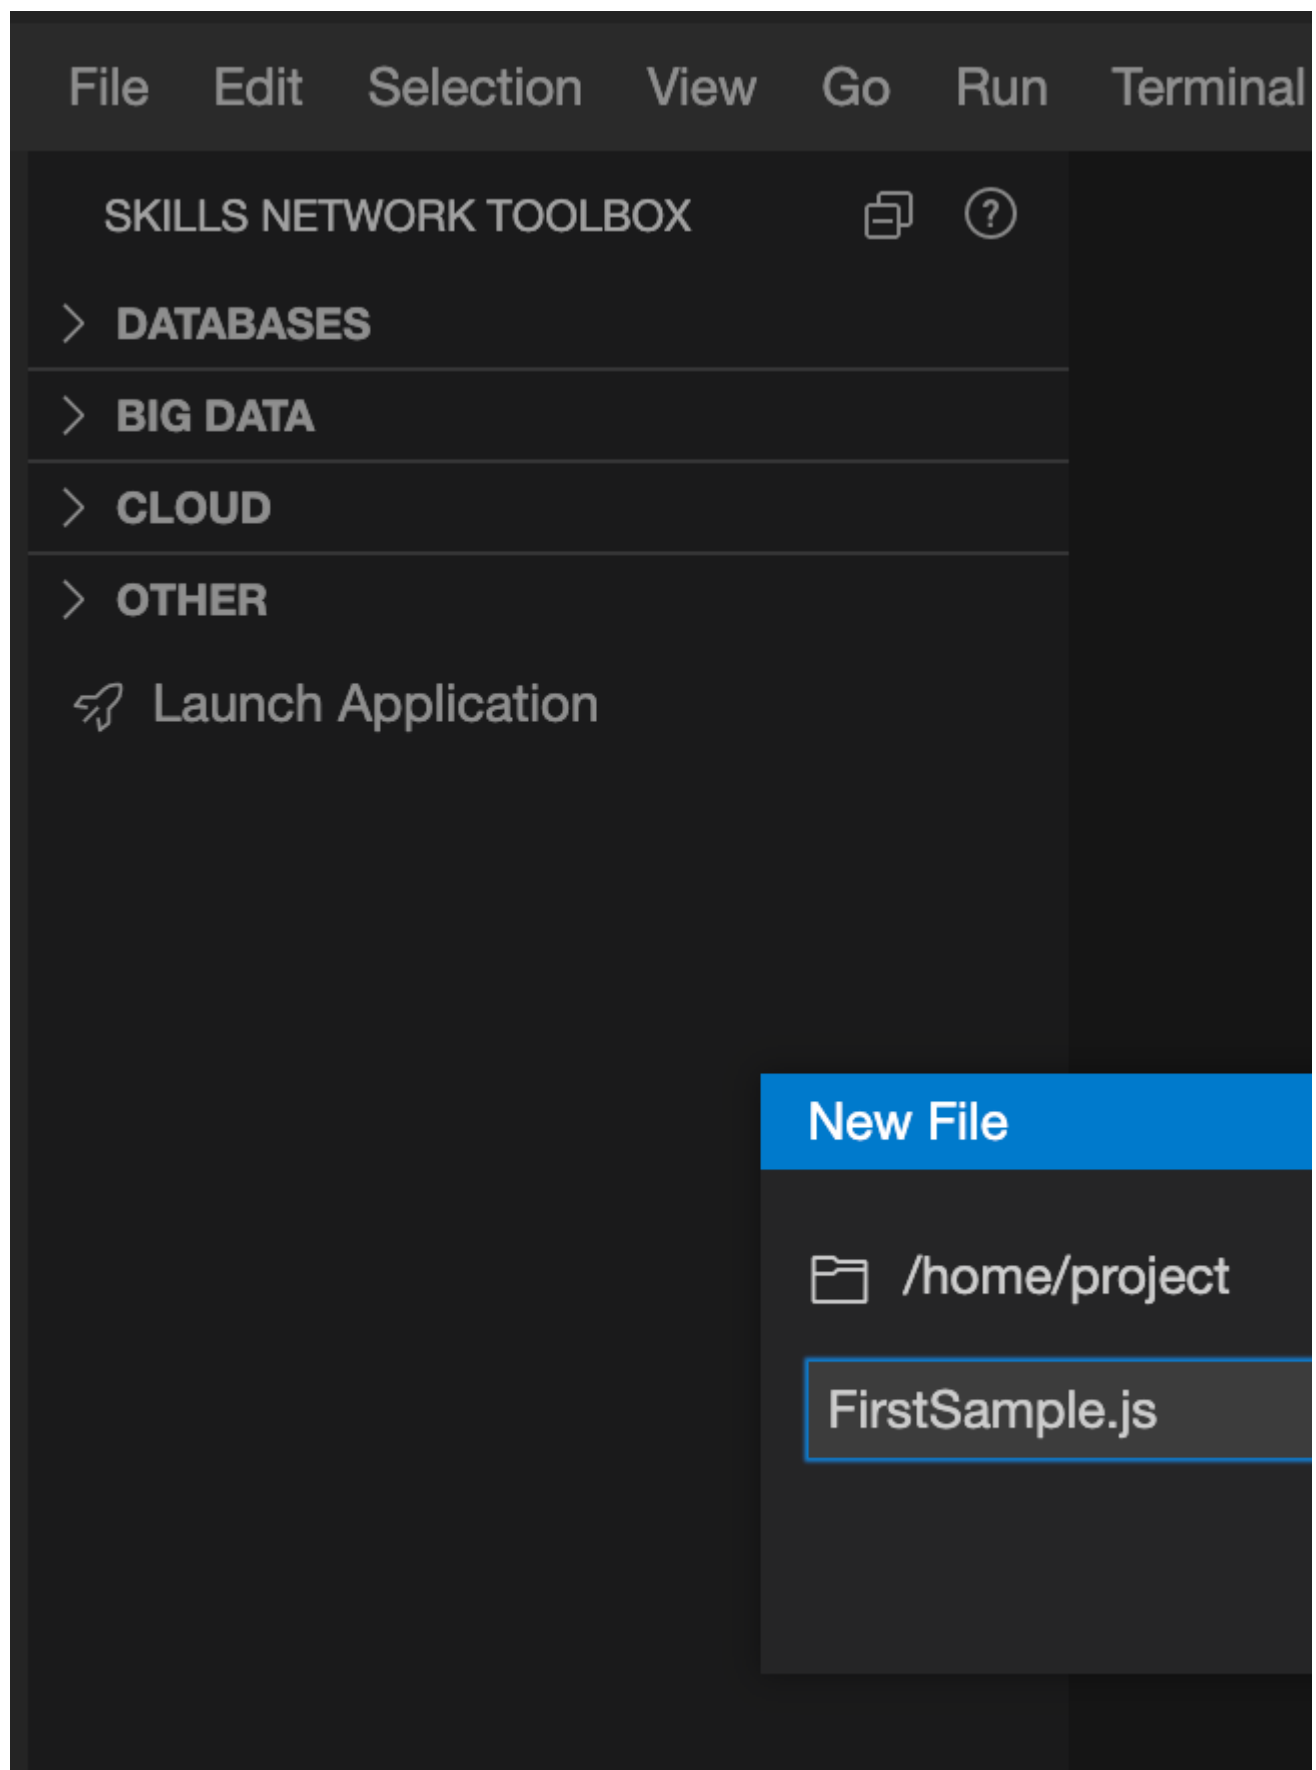 File Edit Selection View Go Run Terminal
SKILLS NETWORK TOOLBOX
DATABASES
BIG DATA
CLOUD
OTHER
Launch Application
New File
/home/project
FirstSample.js